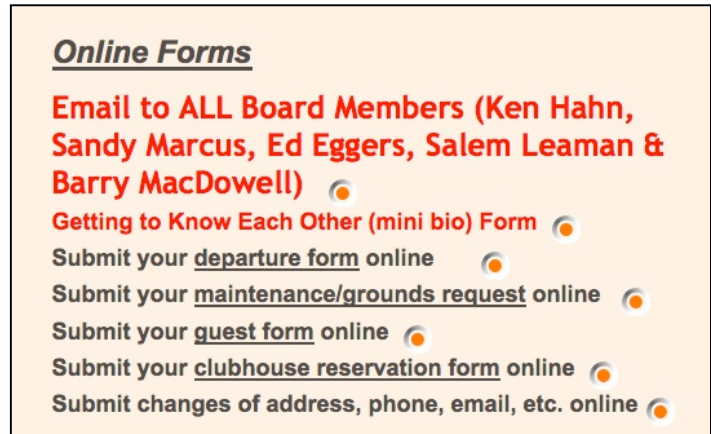 Online Forms
Email to ALL Board Members (Ken Hahn,
Sandy Marcus, Ed Eggers, Salem Leaman &
Barry MacDowell)
Getting to Know Each Other (mini bio) Form
Submit your departure form online
Submit your maintenance/grounds request online
Submit your guest form online
Submit your clubhouse reservation form online
Submit changes of address, phone, email, etc. online